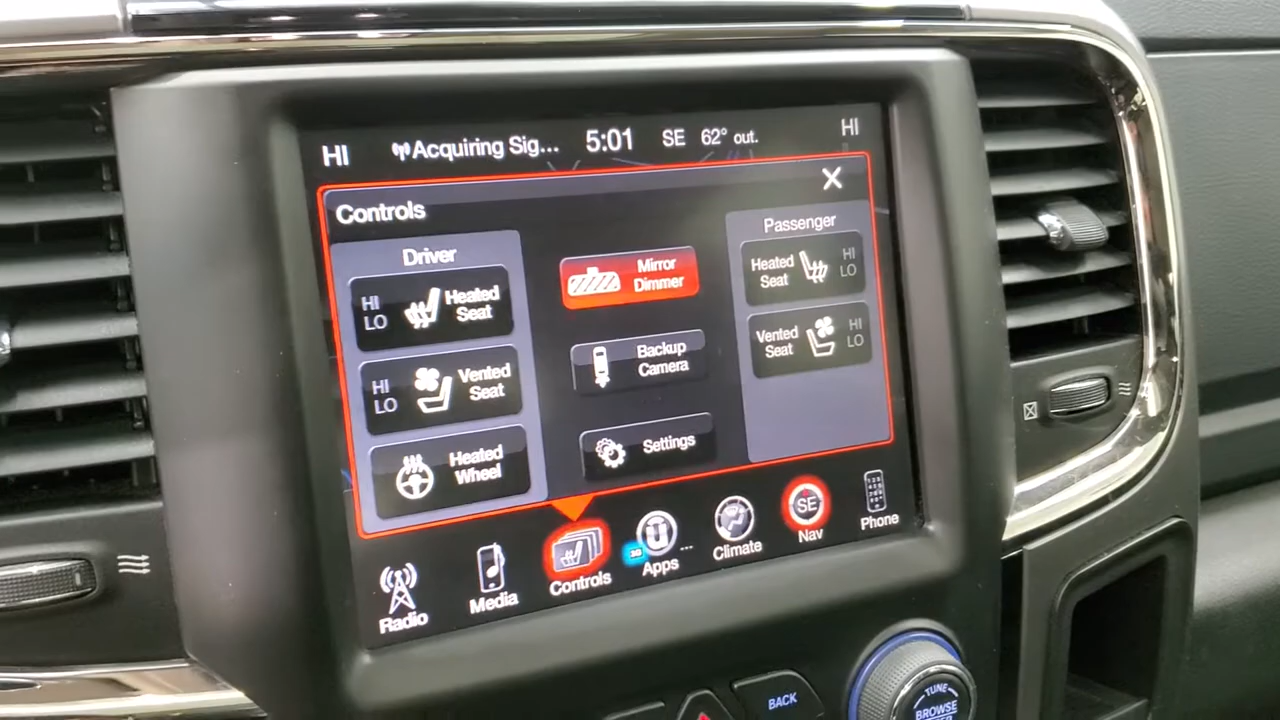 HI
Acquiring Sig...
5:01
SE
62° out.
HI
Controls
X
Driver
HI
LO
Heated
Seat
HI
LO
Vented
Seat
Heated
Wheel
Mirror
Dimmer
Backup
Camera
Settings
Passenger
Heated
Seat
HI
LO
Vented
Seat
HI
LO
Radio
Media
Controls
3G
Apps
...
Climate
SE
Nav
Phone
BACK
TUNE
BROWSE